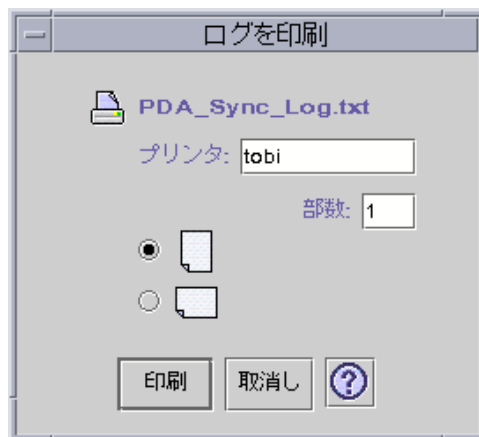 ログを印刷
PDA_Sync_Log.txt
プリンタ: tobi
部数: 1
印刷 取消し ?